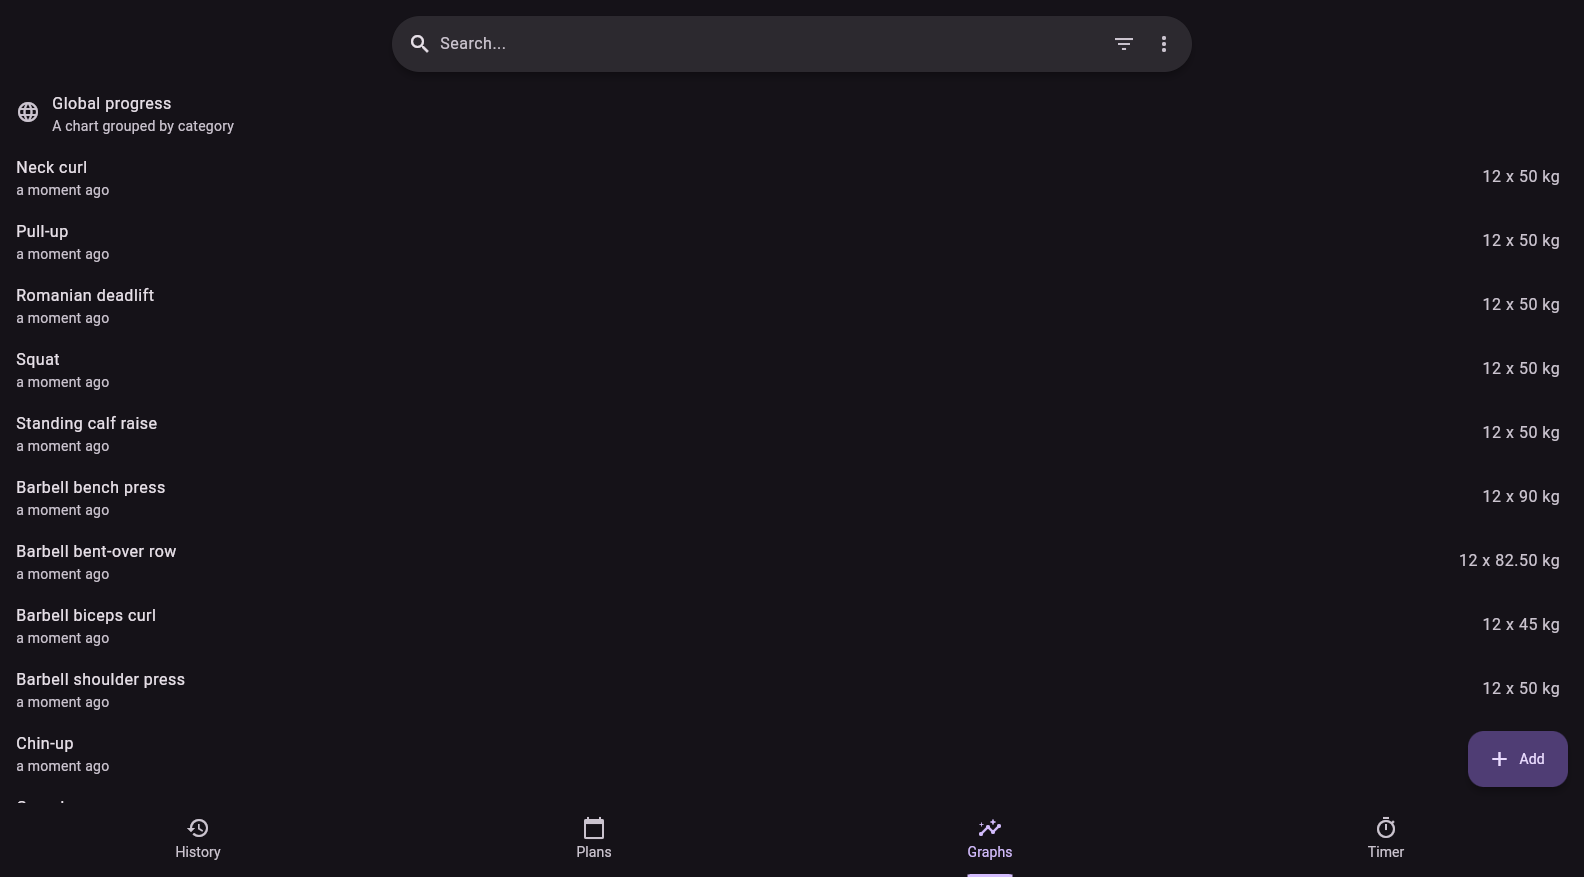 Search...
Global progress
A chart grouped by category
Neck curl
a moment ago
12 x 50 kg
Pull-up
a moment ago
12 x 50 kg
Romanian deadlift
a moment ago
12 x 50 kg
Squat
a moment ago
12 x 50 kg
Standing calf raise
a moment ago
12 x 50 kg
Barbell bench press
a moment ago
12 x 90 kg
Barbell bent-over row
a moment ago
12 x 82.50 kg
Barbell biceps curl
a moment ago
12 x 45 kg
Barbell shoulder press
a moment ago
12 x 50 kg
Chin-up
a moment ago
Add
History
Plans
Graphs
Timer